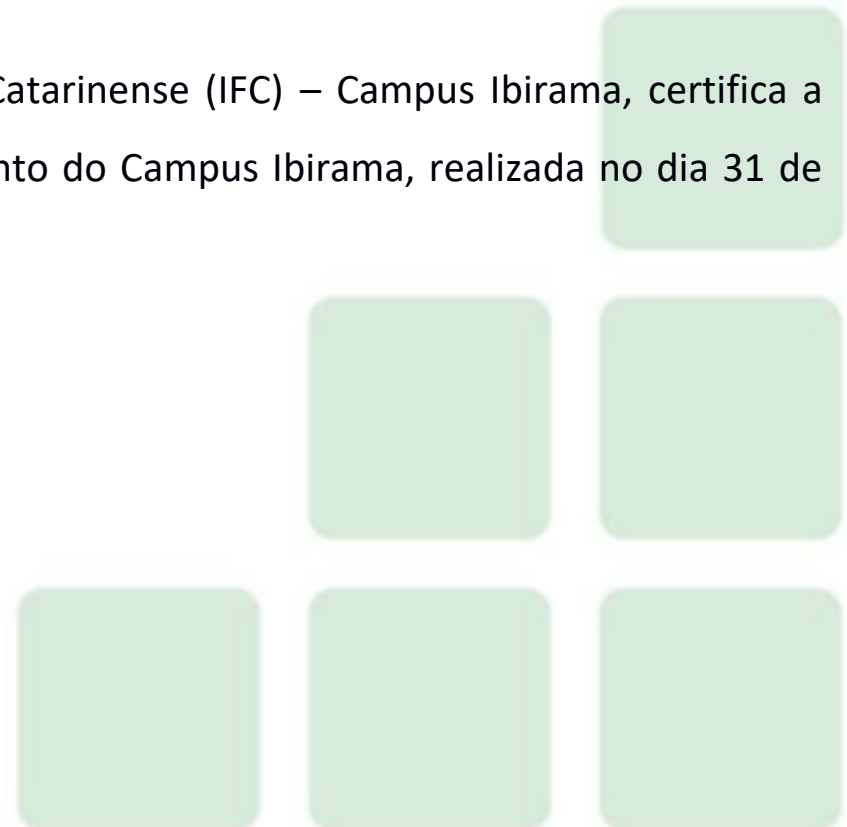 Catarinense (IFC) – Campus Ibirama, certifica a
nto do Campus Ibirama, realizada no dia 31 de